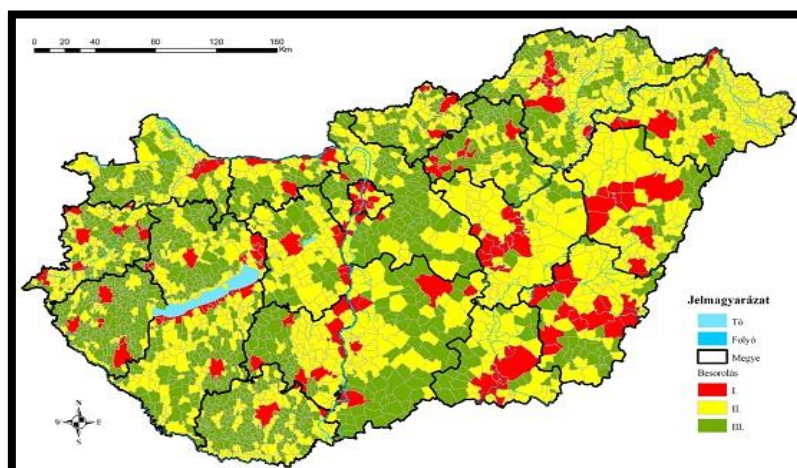 0 20 40 80 120 160
Km
Jelmagyarázat
Tó
Folyó
Megye
Besorolás
I.
II.
III.
N
E
S